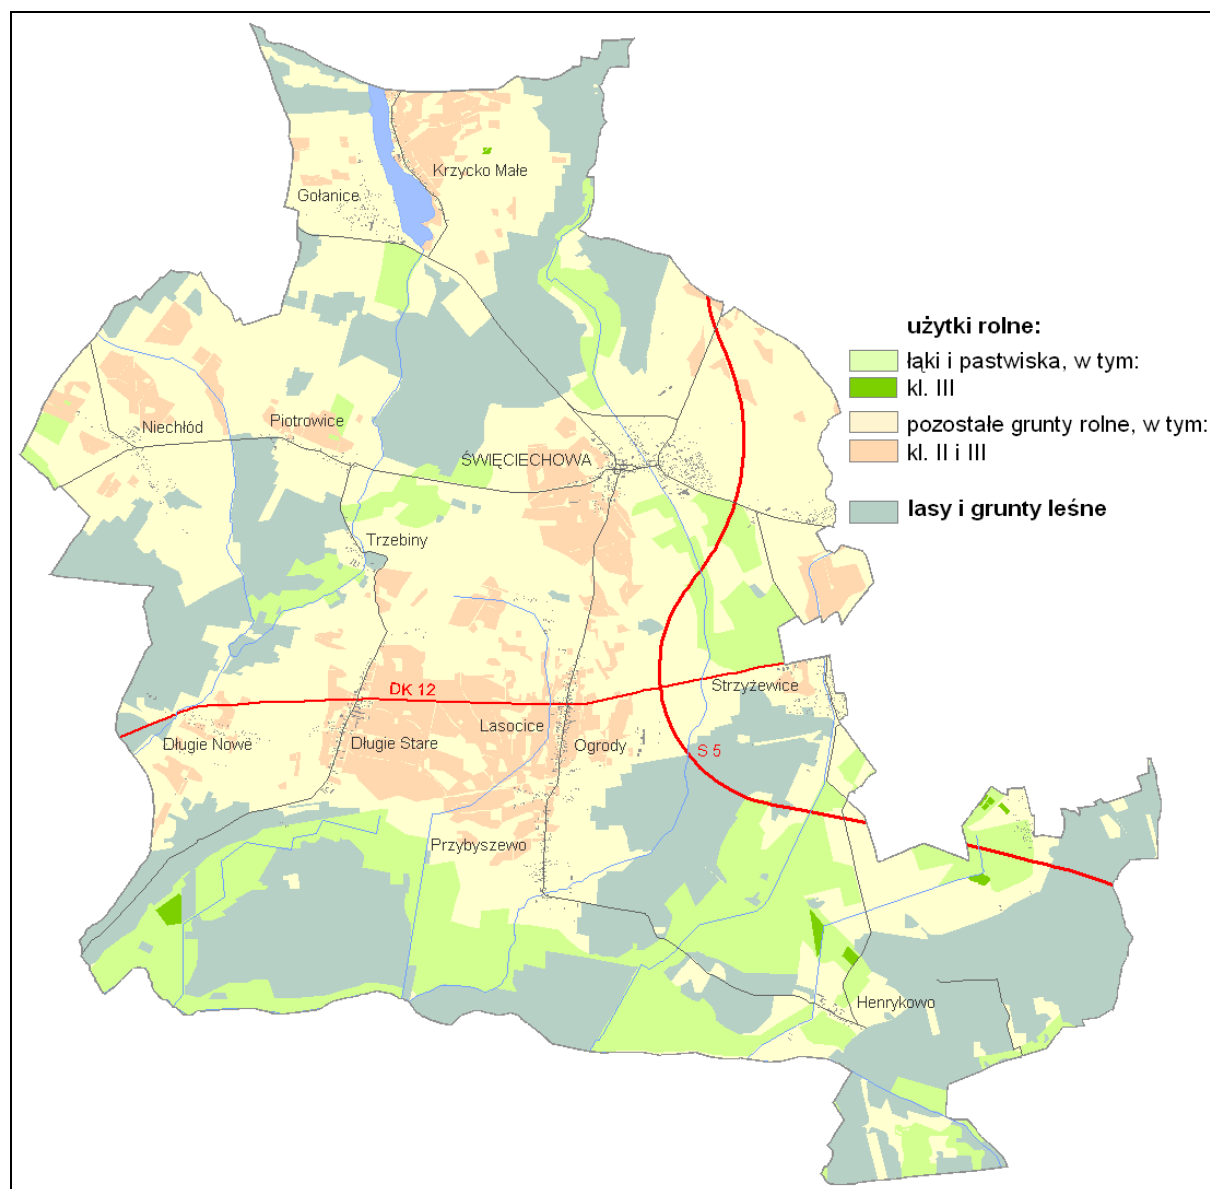 Krzycko Małe
Gołanice
użytki rolne:
łąki i pastwiska, w tym:
kl. III
pozostałe grunty rolne, w tym:
kl. II i III
lasy i grunty leśne
Niechłód
Piotrowice
ŚWIĘCIECHOWA
Trzebiny
DK 12
Strzyżewice
Długie Nowe
Długie Stare
Lasocice
Ogrody
S 5
Przybyszewo
Henrykowo